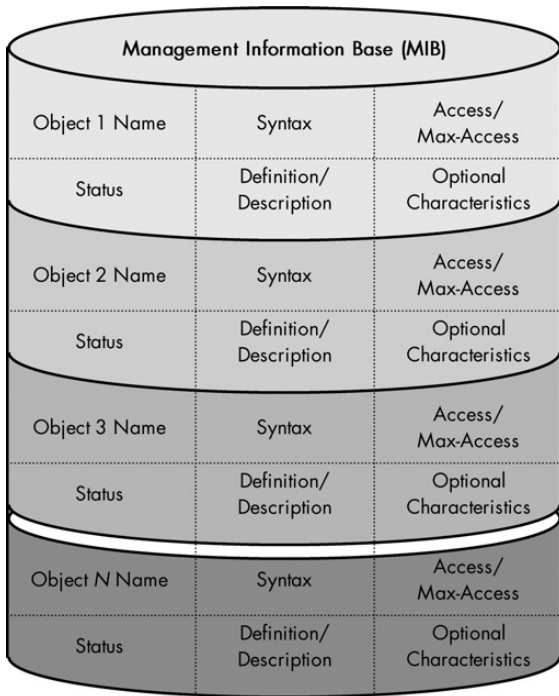 Management Information Base (MIB)
Object 1 Name
Syntax
Access/
Max-Access
Status
Definition/
Description
Optional
Characteristics
Object 2 Name
Syntax
Access/
Max-Access
Status
Definition/
Description
Optional
Characteristics
Object 3 Name
Syntax
Access/
Max-Access
Status
Definition/
Description
Optional
Characteristics
Object N Name
Syntax
Access/
Max-Access
Status
Definition/
Description
Optional
Characteristics